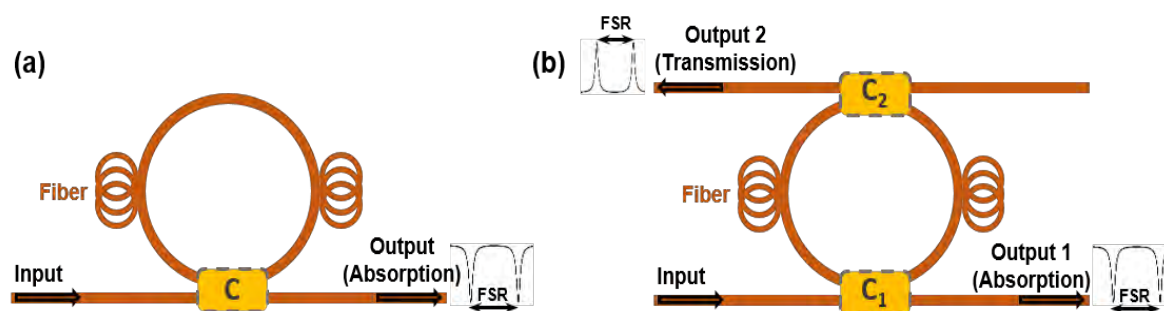 (a)
Fiber
Input
C
Output
(Absorption)
FSR
(b)
FSR
Output 2
(Transmission)
C₂
Fiber
Input
C₁
Output 1
(Absorption)
FSR